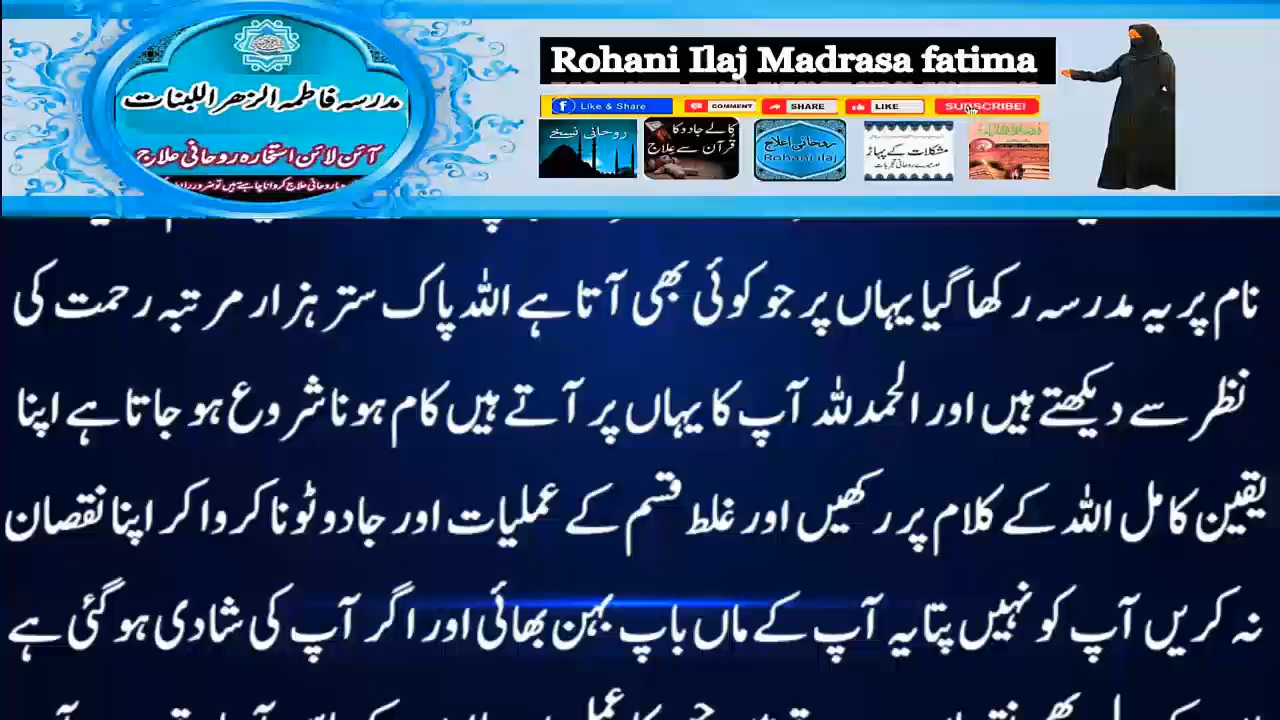 مدرسہ فاطمہ الزھرا للبنات
آئن لائن استخارہ روحانی علاج
Rohani Ilaj Madrasa fatima
Like & Share
COMMENT
SHARE
LIKE
SUBSCRIBE!
روحانی نسخے
کالے جادو کا
قرآن سے علاج
روحانی علاج
Rohani ilaj
مشکلات کے پہاڑ
نام پر یہ مدرسہ رکھا گیا یہاں پر جو کوئی بھی آتا ہے اللہ پاک ستر ہزار مرتبہ رحمت کی
نظر سے دیکھتے ہیں اور الحمدللہ آپ کا یہاں پر آتے ہیں کام ہونا شروع ہو جاتا ہے اپنا
یقین کامل اللہ کے کلام پر رکھیں اور غلط قسم کے عملیات اور جادو ٹونا کروا کر اپنا نقصان
نہ کریں آپ کو نہیں پتا یہ آپ کے ماں باپ بہن بھائی اور اگر آپ کی شادی ہو گئی ہے